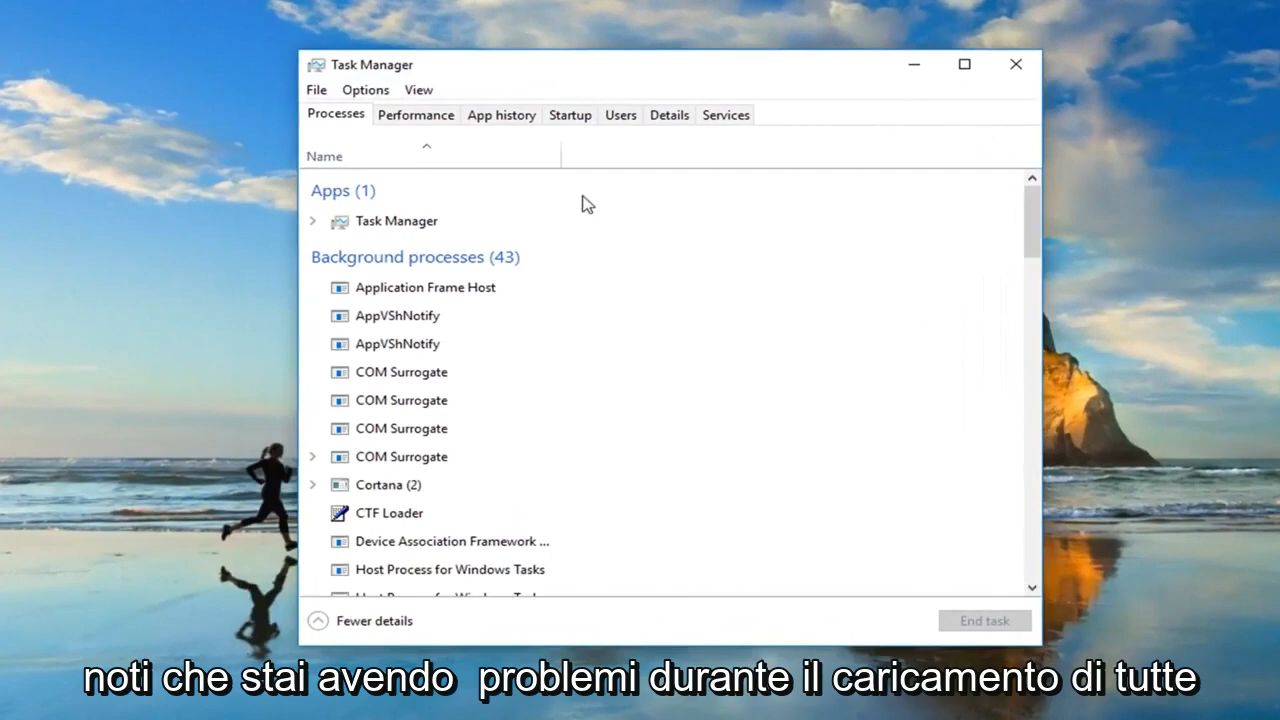 Task Manager
File Options View
Processes Performance App history Startup Users Details Services
Name
Apps (1)
Task Manager
Background processes (43)
Application Frame Host
AppVShNotify
AppVShNotify
COM Surrogate
COM Surrogate
COM Surrogate
COM Surrogate
Cortana (2)
CTF Loader
Device Association Framework ...
Host Process for Windows Tasks
Fewer details End task
noti che stai avendo problemi durante il caricamento di tutte